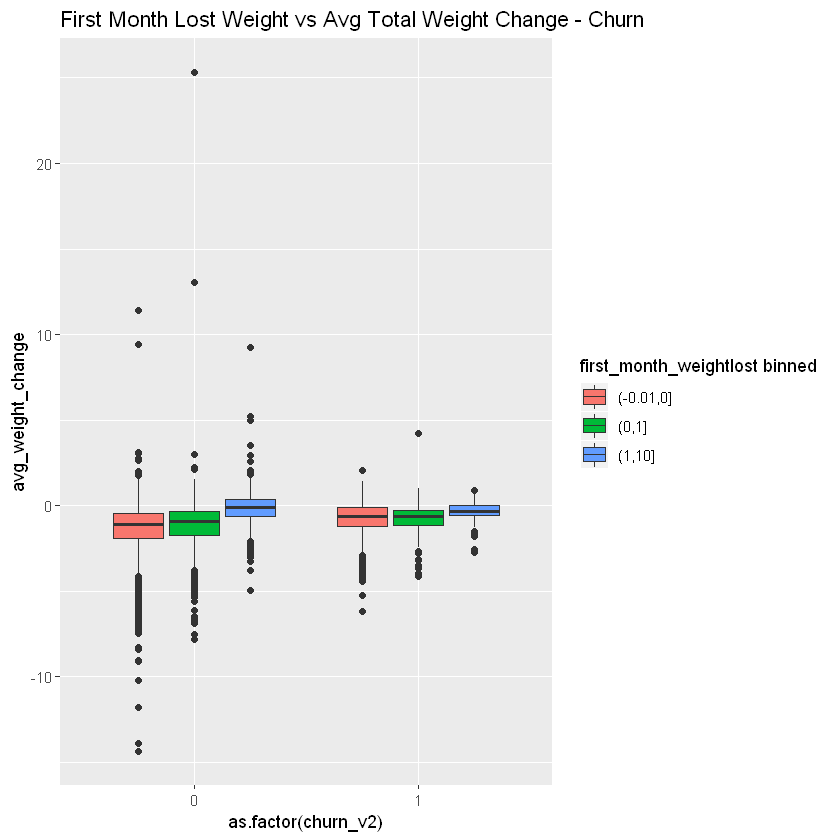 First Month Lost Weight vs Avg Total Weight Change - Churn
avg_weight_change
20
10
0
-10
0
1
as.factor(churn_v2)
first_month_weightlost binned
(-0.01,0]
(0,1]
(1,10]